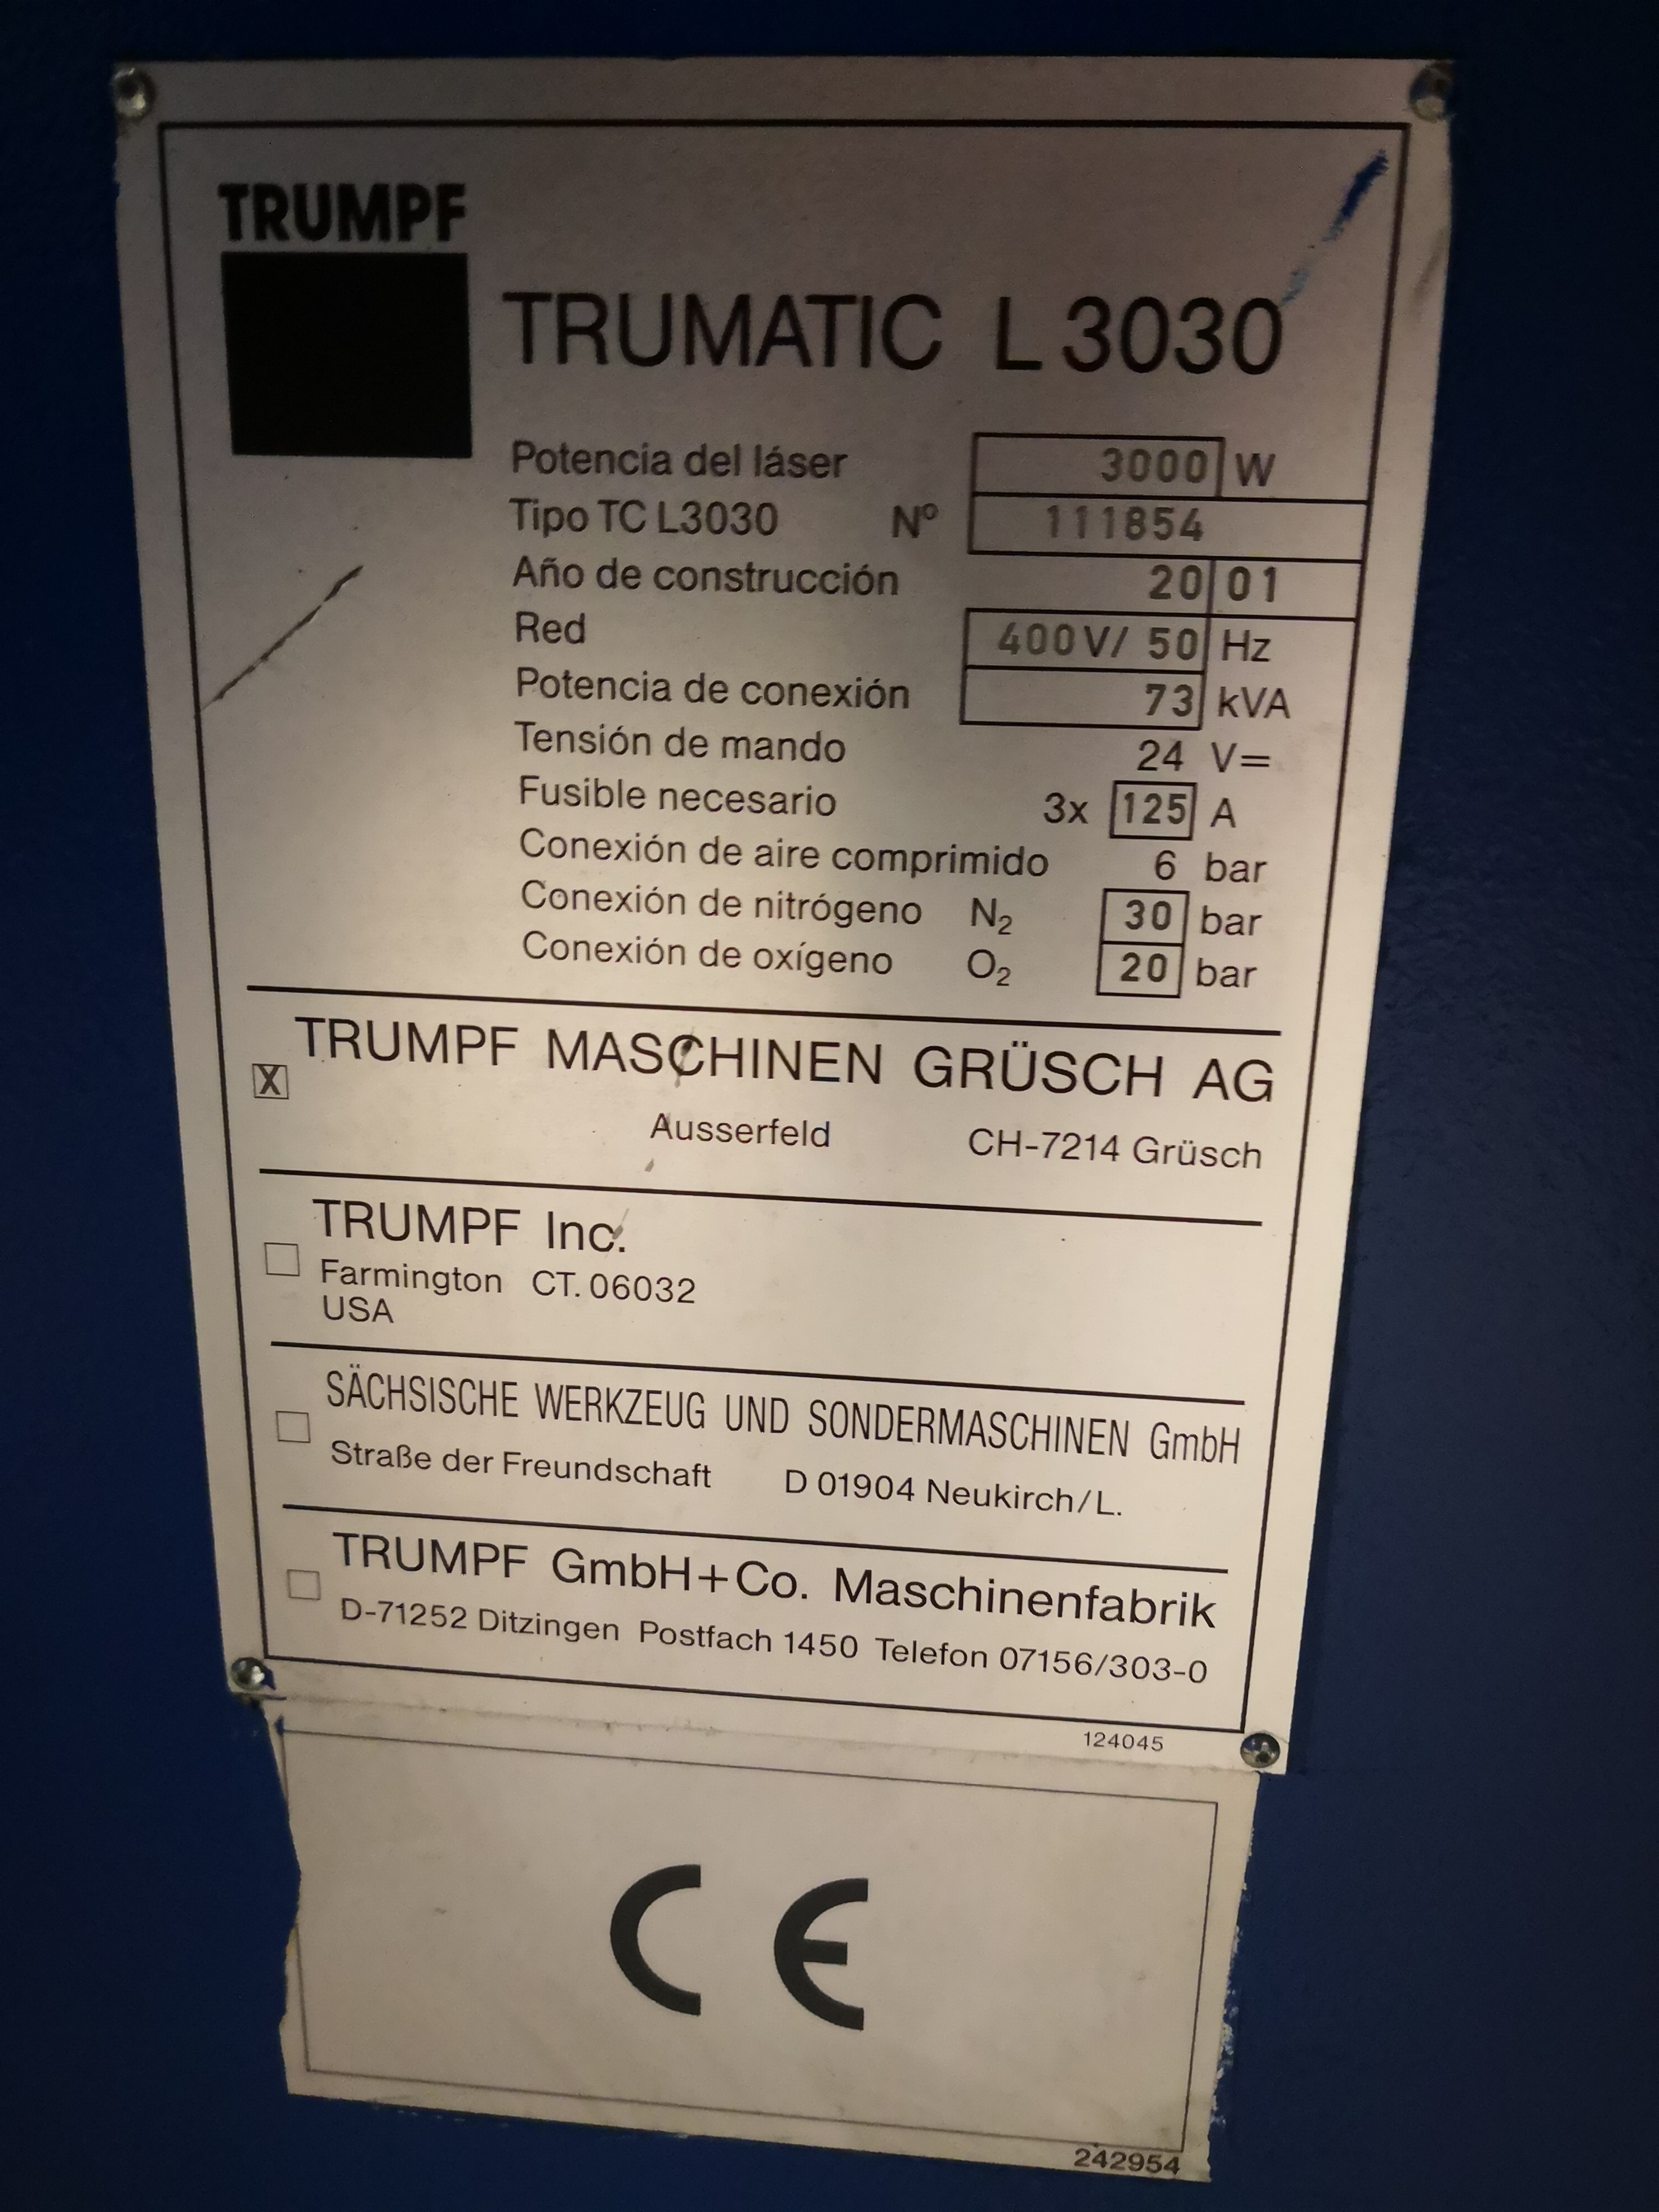 TRUMPF
TRUMATIC L 3030
Potencia del láser 3000 W
Tipo TC L3030 Nº 111854
Año de construcción 20 01
Red 400V/ 50 Hz
Potencia de conexión 73 kVA
Tensión de mando 24 V=
Fusible necesario 3x 125 A
Conexión de aire comprimido 6 bar
Conexión de nitrógeno N₂ 30 bar
Conexión de oxígeno O₂ 20 bar
X TRUMPF MASCHINEN GRÜSCH AG
Ausserfeld CH-7214 Grüsch
TRUMPF Inc.
Farmington CT. 06032
USA
SÄCHSISCHE WERKZEUG UND SONDERMASCHINEN GmbH
Straße der Freundschaft D 01904 Neukirch/L.
TRUMPF GmbH+Co. Maschinenfabrik
D-71252 Ditzingen Postfach 1450 Telefon 07156/303-0
124045
CE
242954